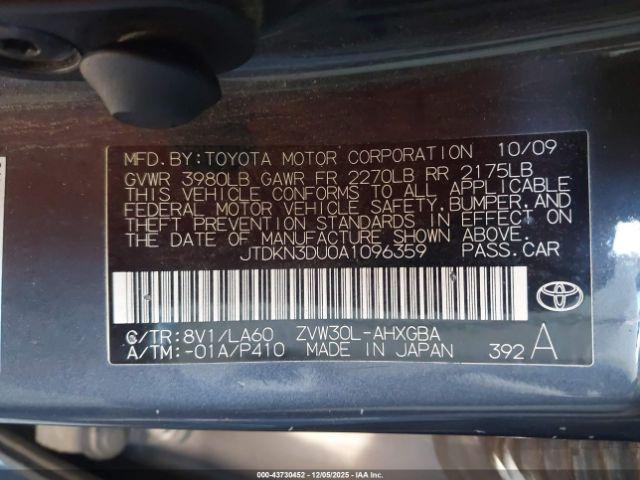 MFD.BY:TOYOTA MOTOR CORPORATION 10/09
GVWR 3980LB GAWR FR 2270LB RR 2175LB
THIS VEHICLE CONFORMS TO ALL APPLICABLE
FEDERAL MOTOR VEHICLE SAFETY,BUMPER,AND
THEFT PREVENTION STANDARDS IN EFFECT ON
THE DATE OF MANUFACTURE SHOWN ABOVE.
JTDKN3DU0A1096359 PASS.CAR
C/TR:8V1/LA60 ZVW30L-AHXGBA
A/TM:-01A/P410 MADE IN JAPAN 392 A
000-43730452 12/05/2025 - IAA